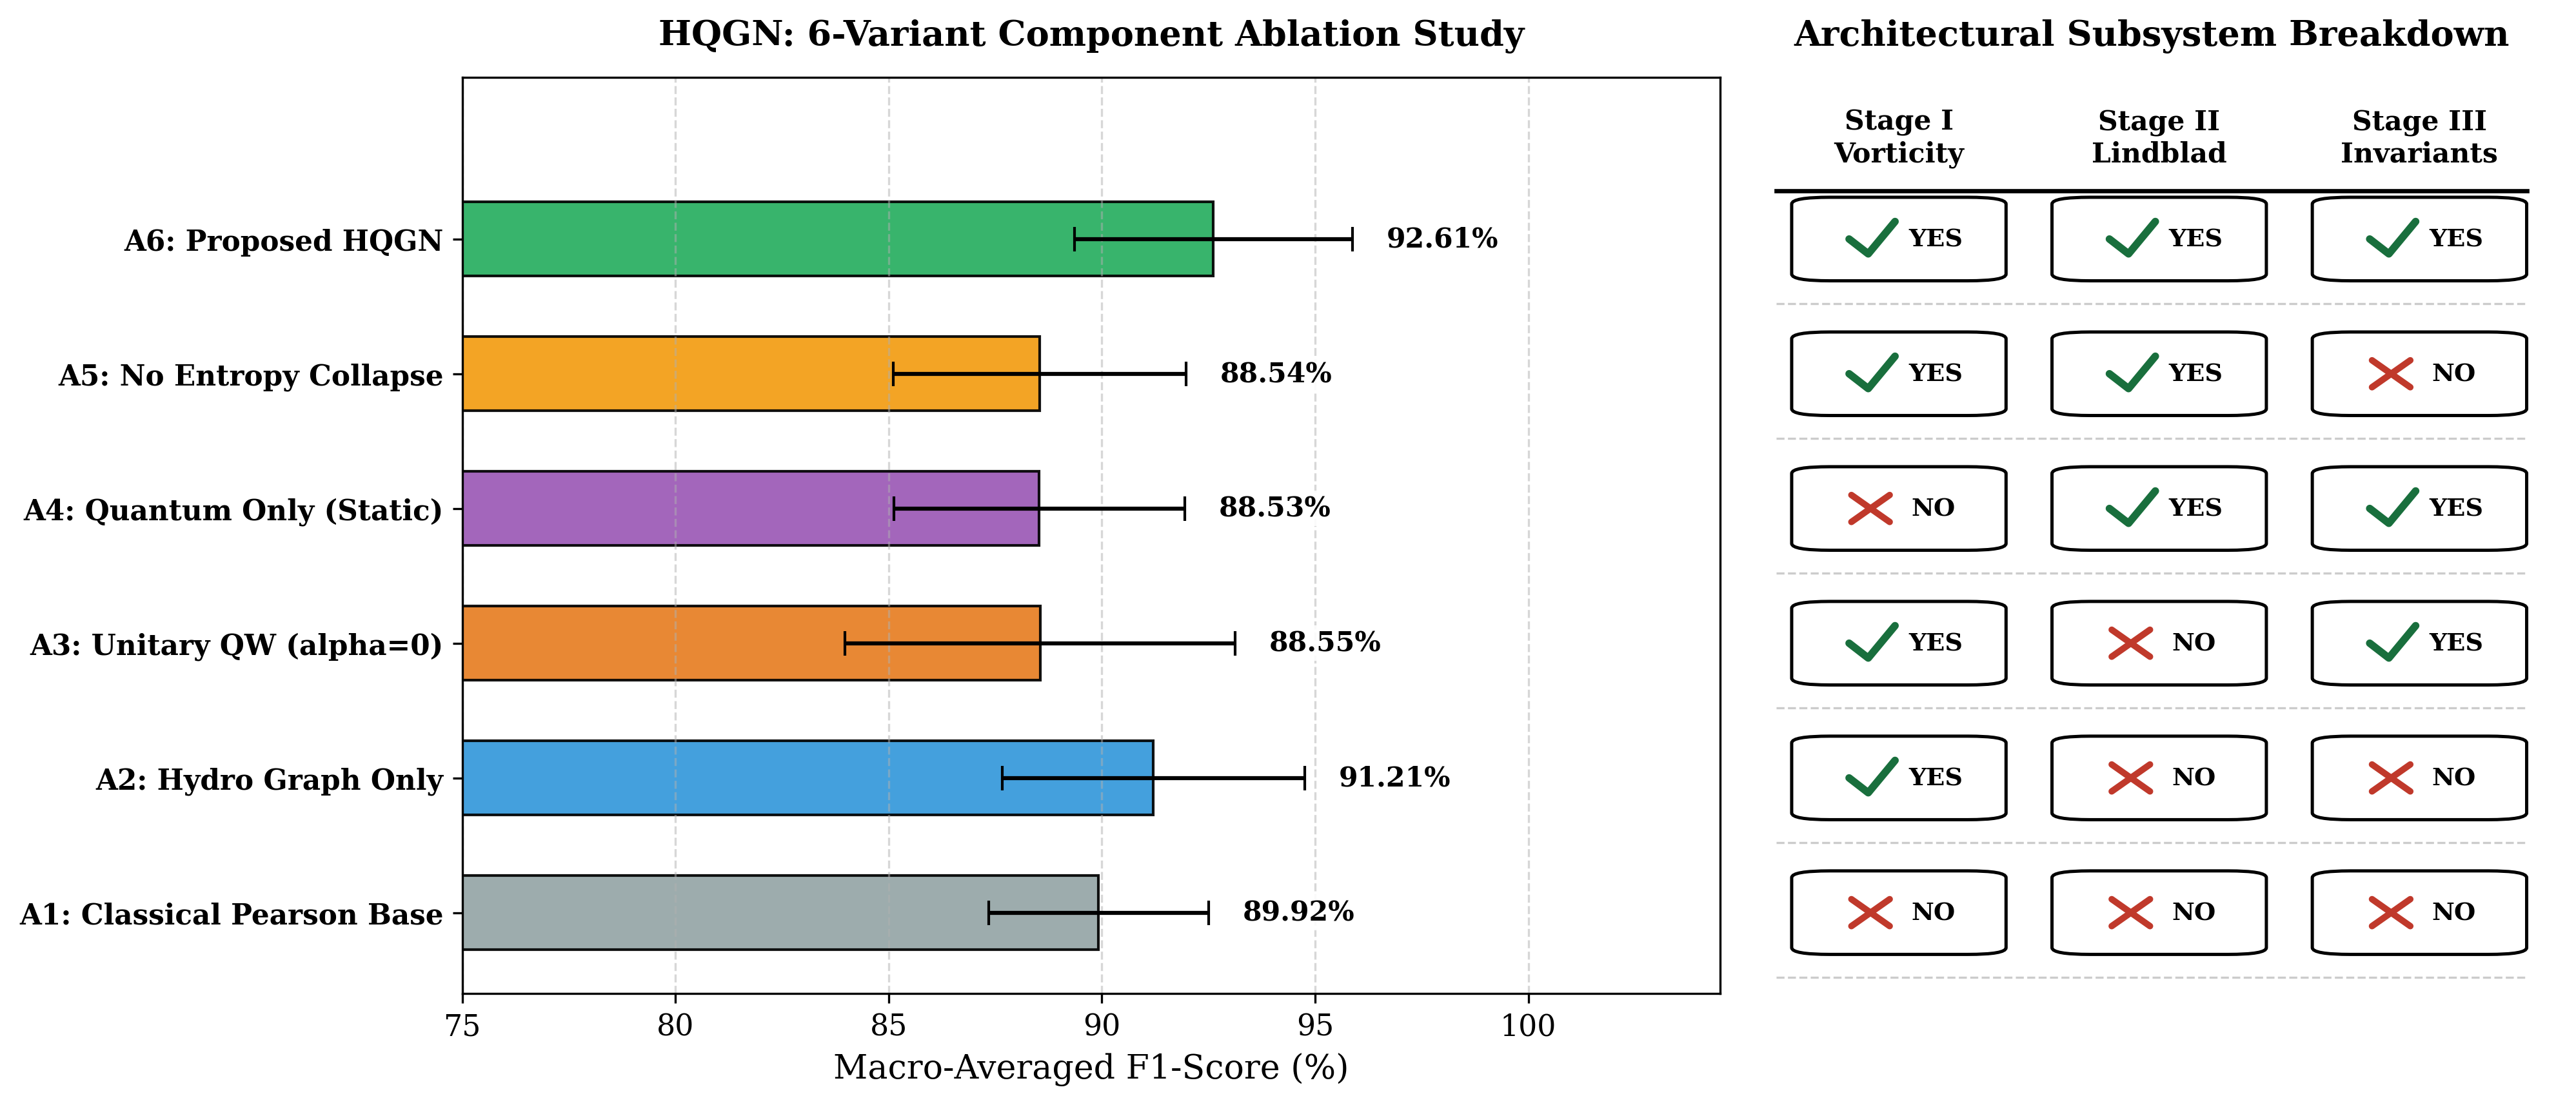 HQGN: 6-Variant Component Ablation Study
Architectural Subsystem Breakdown
Stage I
Vorticity
Stage II
Lindblad
Stage III
Invariants
A6: Proposed HQGN
92.61%
YES
YES
YES
A5: No Entropy Collapse
88.54%
YES
YES
NO
A4: Quantum Only (Static)
88.53%
NO
YES
YES
A3: Unitary QW (alpha=0)
88.55%
YES
NO
YES
A2: Hydro Graph Only
91.21%
YES
NO
NO
A1: Classical Pearson Base
89.92%
NO
NO
NO
75
80
85
90
95
100
Macro-Averaged F1-Score (%)